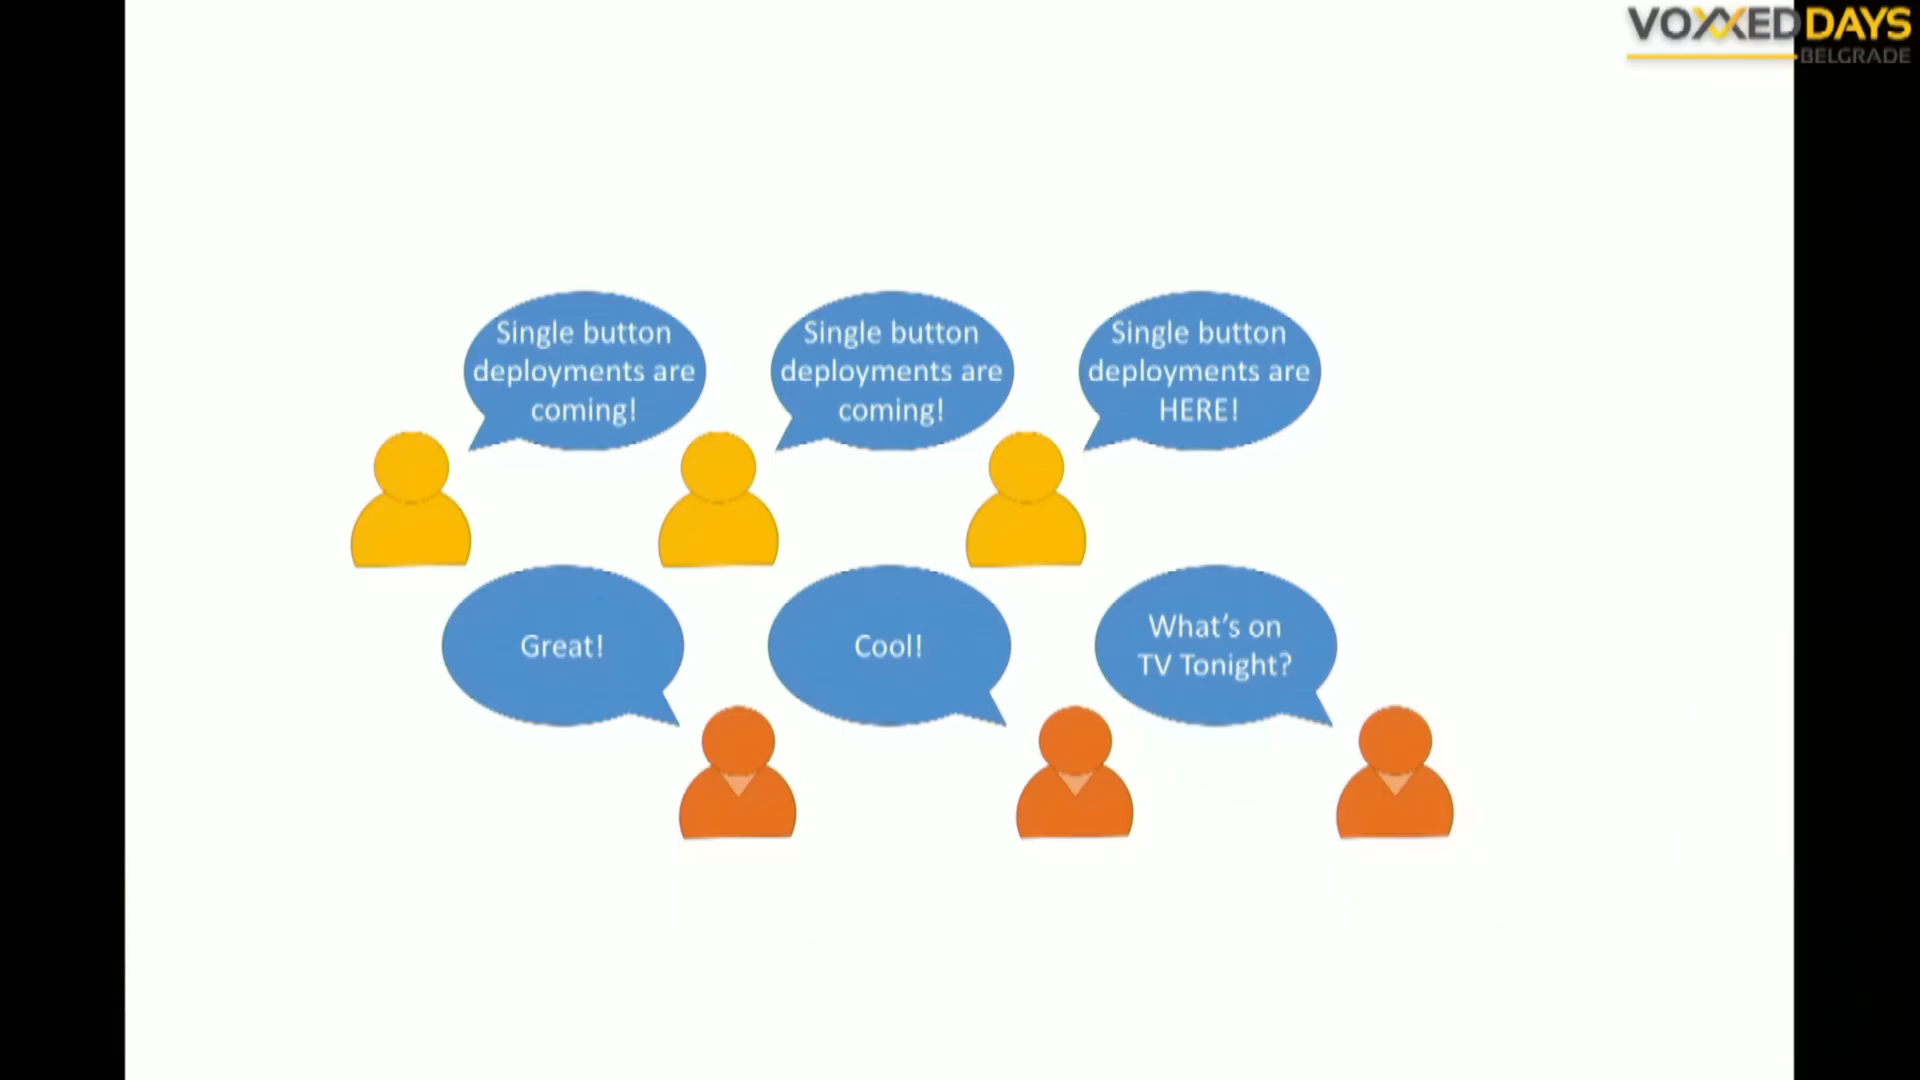 VOXXED DAYS
BELGRADE
Single button
deployments are
coming!
Single button
deployments are
coming!
Single button
deployments are
HERE!
Great!
Cool!
What's on
TV Tonight?